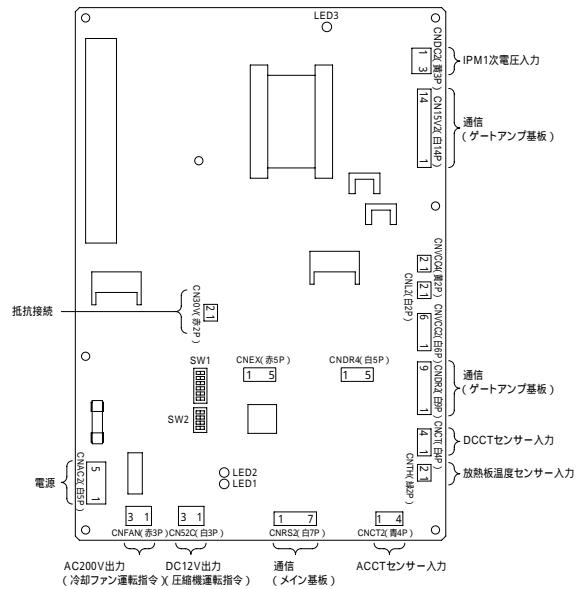 LED3
CNDC2(黄3P)
1 3
IPM1次電圧入力
CN15V2(白14P)
14 1
通信
(ゲートアンプ基板)
CNVCC4(黄2P)
2 1
CNL2(白2P)
2 1
CNVCC2(白6P)
6 1
抵抗接続
CN30V(赤2P)
2 1
SW1
CNEX(赤5P)
1 5
CNDR4(白5P)
1 5
CNDR2(白9P)
9 1
通信
(ゲートアンプ基板)
SW2
CNCT(白4P)
4 1
DCCTセンサー入力
CNTH(緑2P)
2 1
放熱板温度センサー入力
電源
CNAC2(白5P)
5 1
LED2
LED1
3 1
CNFAN(赤3P)
3 1
CN52C(白3P)
1 7
CNRS2(白7P)
1 4
CNCT2(青4P)
AC200V出力
(冷却ファン運転指令)
DC12V出力
(圧縮機運転指令)
通信
(メイン基板)
ACCTセンサー入力